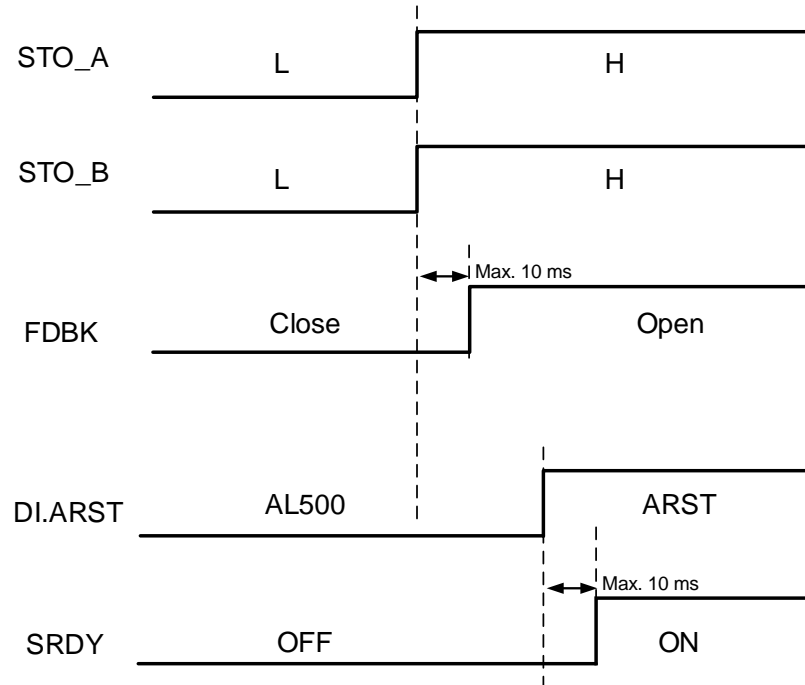 STO_A L H
STO_B L H
Max. 10 ms
FDBK Close Open
DI.ARST AL500 ARST
Max. 10 ms
SRDY OFF ON